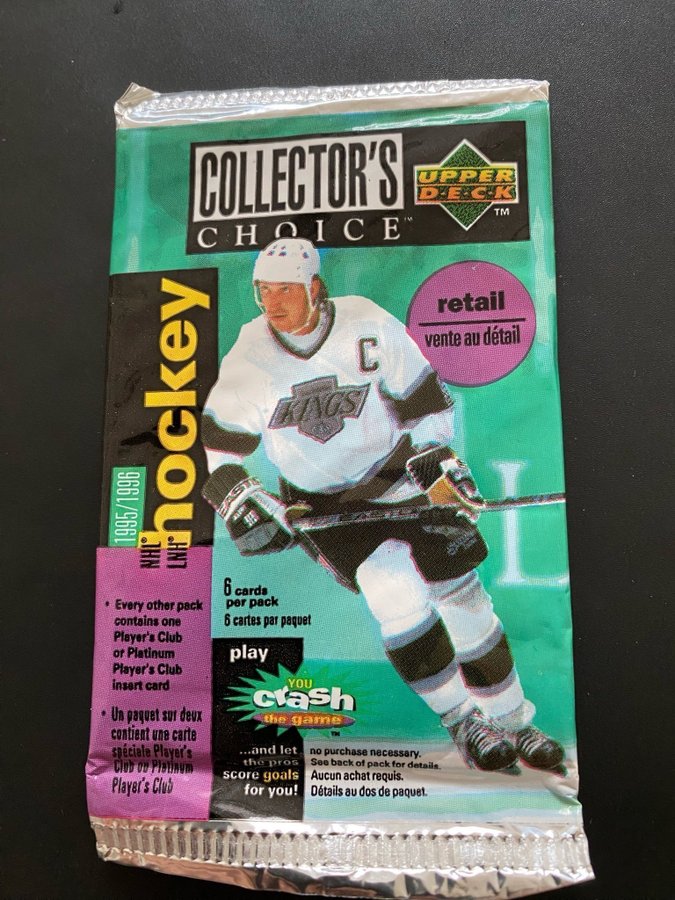 COLLECTOR'S
CHOICE™
UPPER
DECK
TM
retail
vente au détail
hockey
1995/1996
NHL®
LNH®
C
KINGS
L
6 cards
per pack
6 cartes par paquet
• Every other pack
contains one
Player's Club
or Platinum
Player's Club
insert card
• Un paquet sur deux
contient une carte
spéciale Player's
Club ou Platinum
Player's Club
play
YOU
crash
the game™
...and let
the pros
score goals
for you!
no purchase necessary.
See back of pack for details.
Aucun achat requis.
Détails au dos de paquet.